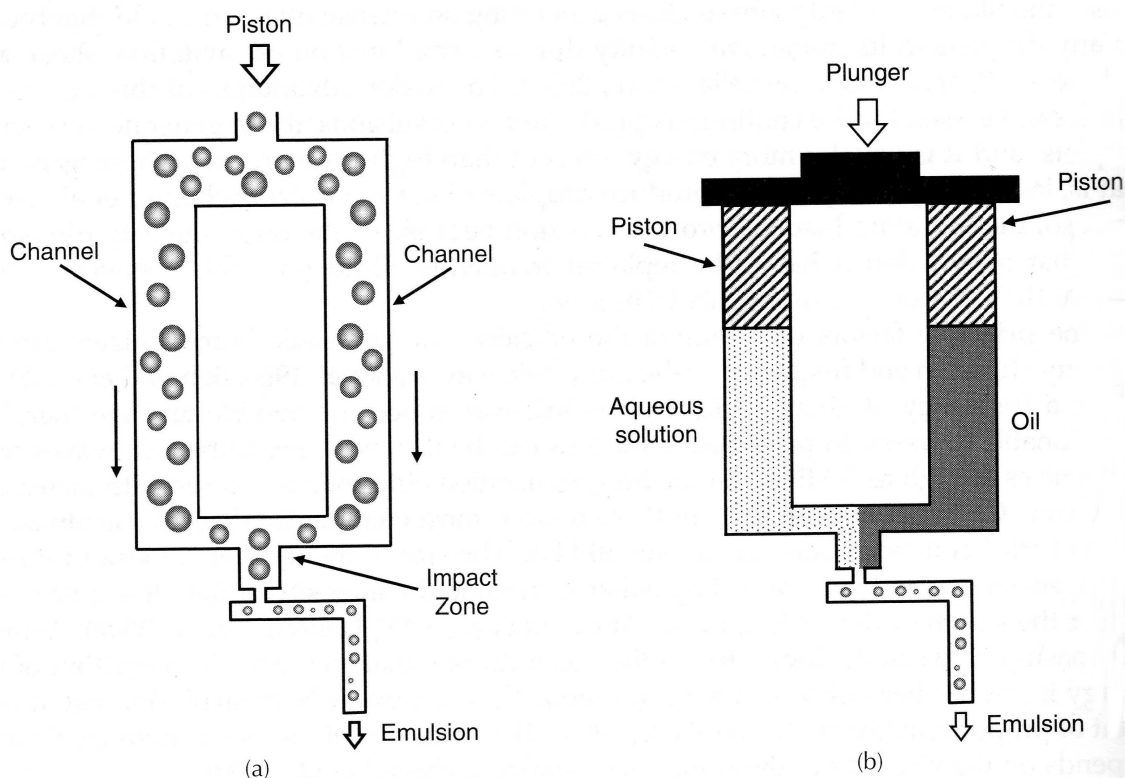 Piston
Channel
Channel
Impact
Zone
Emulsion
(a)
Plunger
Piston
Piston
Aqueous
solution
Oil
Emulsion
(b)